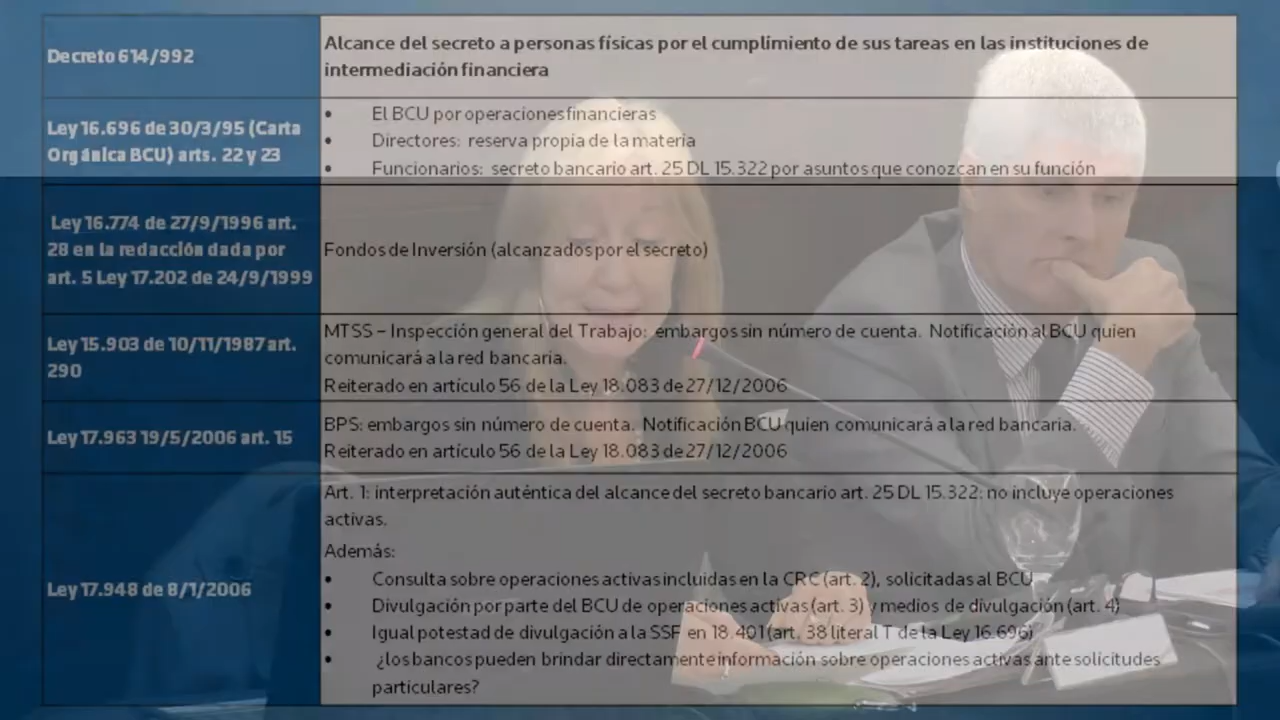 Decreto 614/992
Alcance del secreto a personas físicas por el cumplimiento de sus tareas en las instituciones de
intermediación financiera
Ley 16.696 de 30/3/95 (Carta
Orgánica BCU) arts. 22 y 23
• El BCU por operaciones financieras
• Directores: reserva propia de la materia
• Funcionarios: secreto bancario art. 25 DL 15.322 por asuntos que conozcan en su función
Ley 16.774 de 27/9/1996 art.
28 en la redacción dada por
art. 5 Ley 17.202 de 24/9/1999
Fondos de Inversión (alcanzados por el secreto)
Ley 15.903 de 10/11/1987 art.
290
MTSS – Inspección general del Trabajo: embargos sin número de cuenta. Notificación al BCU quien
comunicará a la red bancaria.
Reiterado en artículo 56 de la Ley 18.083 de 27/12/2006
Ley 17.963 19/5/2006 art. 15
BPS: embargos sin número de cuenta. Notificación BCU quien comunicará a la red bancaria.
Reiterado en artículo 56 de la Ley 18.083 de 27/12/2006
Ley 17.948 de 8/1/2006
Art. 1: interpretación auténtica del alcance del secreto bancario art. 25 DL 15.322: no incluye operaciones
activas.
Además:
• Consulta sobre operaciones activas incluidas en la CRC (art. 2), solicitadas al BCU
• Divulgación por parte del BCU de operaciones activas (art. 3) y medios de divulgación (art. 4)
• Igual potestad de divulgación a la SSF en 18.401 (art. 38 literal T de la Ley 16.696)
• ¿los bancos pueden brindar directamente información sobre operaciones activas ante solicitudes
particulares?